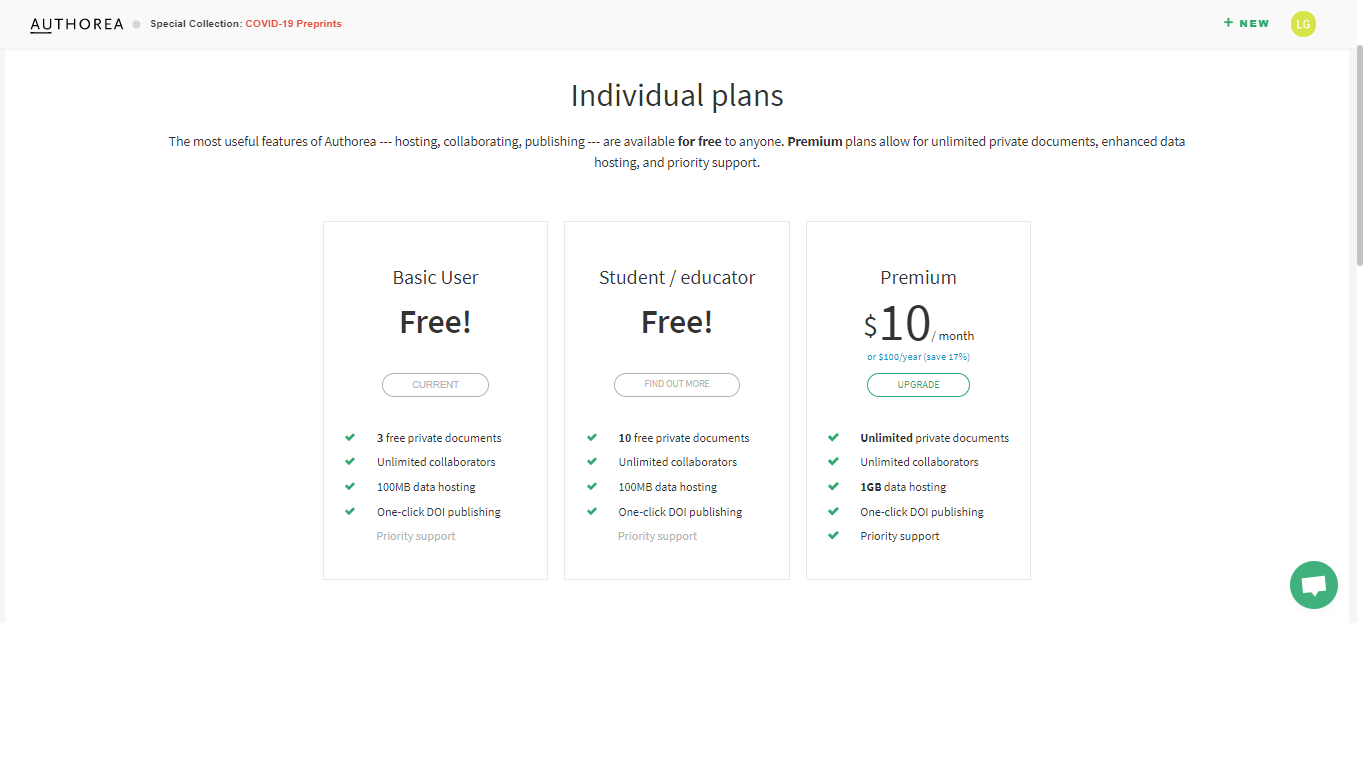 AUTHOREA Special Collection: COVID-19 Preprints + NEW LG
Individual plans
The most useful features of Authorea --- hosting, collaborating, publishing --- are available for free to anyone. Premium plans allow for unlimited private documents, enhanced data
hosting, and priority support.
Basic User
Free!
CURRENT
3 free private documents
Unlimited collaborators
100MB data hosting
One-click DOI publishing
Priority support
Student / educator
Free!
FIND OUT MORE
10 free private documents
Unlimited collaborators
100MB data hosting
One-click DOI publishing
Priority support
Premium
$10/ month
or $100/year (save 17%)
UPGRADE
Unlimited private documents
Unlimited collaborators
1GB data hosting
One-click DOI publishing
Priority support